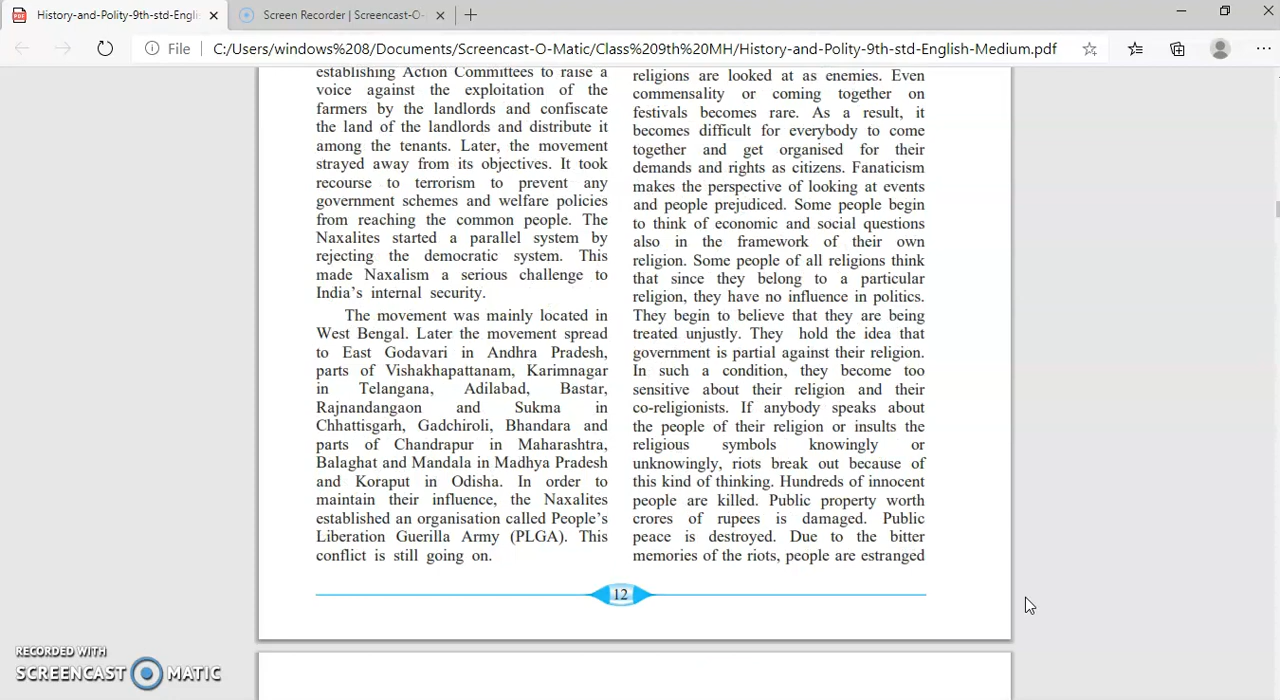 History-and-Polity-9th-std-Engli
Screen Recorder | Screencast-O-
File
C:/Users/windows%208/Documents/Screencast-O-Matic/Class%209th%20MH/History-and-Polity-9th-std-English-Medium.pdf
establishing Action Committees to raise a
voice against the exploitation of the
farmers by the landlords and confiscate
the land of the landlords and distribute it
among the tenants. Later, the movement
strayed away from its objectives. It took
recourse to terrorism to prevent any
government schemes and welfare policies
from reaching the common people. The
Naxalites started a parallel system by
rejecting the democratic system. This
made Naxalism a serious challenge to
India's internal security.
The movement was mainly located in
West Bengal. Later the movement spread
to East Godavari in Andhra Pradesh,
parts of Vishakhapattanam, Karimnagar
in Telangana, Adilabad, Bastar,
Rajnandangaon and Sukma in
Chhattisgarh, Gadchiroli, Bhandara and
parts of Chandrapur in Maharashtra,
Balaghat and Mandala in Madhya Pradesh
and Koraput in Odisha. In order to
maintain their influence, the Naxalites
established an organisation called People's
Liberation Guerilla Army (PLGA). This
conflict is still going on.
religions are looked at as enemies. Even
commensality or coming together on
festivals becomes rare. As a result, it
becomes difficult for everybody to come
together and get organised for their
demands and rights as citizens. Fanaticism
makes the perspective of looking at events
and people prejudiced. Some people begin
to think of economic and social questions
also in the framework of their own
religion. Some people of all religions think
that since they belong to a particular
religion, they have no influence in politics.
They begin to believe that they are being
treated unjustly. They hold the idea that
government is partial against their religion.
In such a condition, they become too
sensitive about their religion and their
co-religionists. If anybody speaks about
the people of their religion or insults the
religious symbols knowingly or
unknowingly, riots break out because of
this kind of thinking. Hundreds of innocent
people are killed. Public property worth
crores of rupees is damaged. Public
peace is destroyed. Due to the bitter
memories of the riots, people are estranged
12
RECORDED WITH
SCREENCAST MATIC